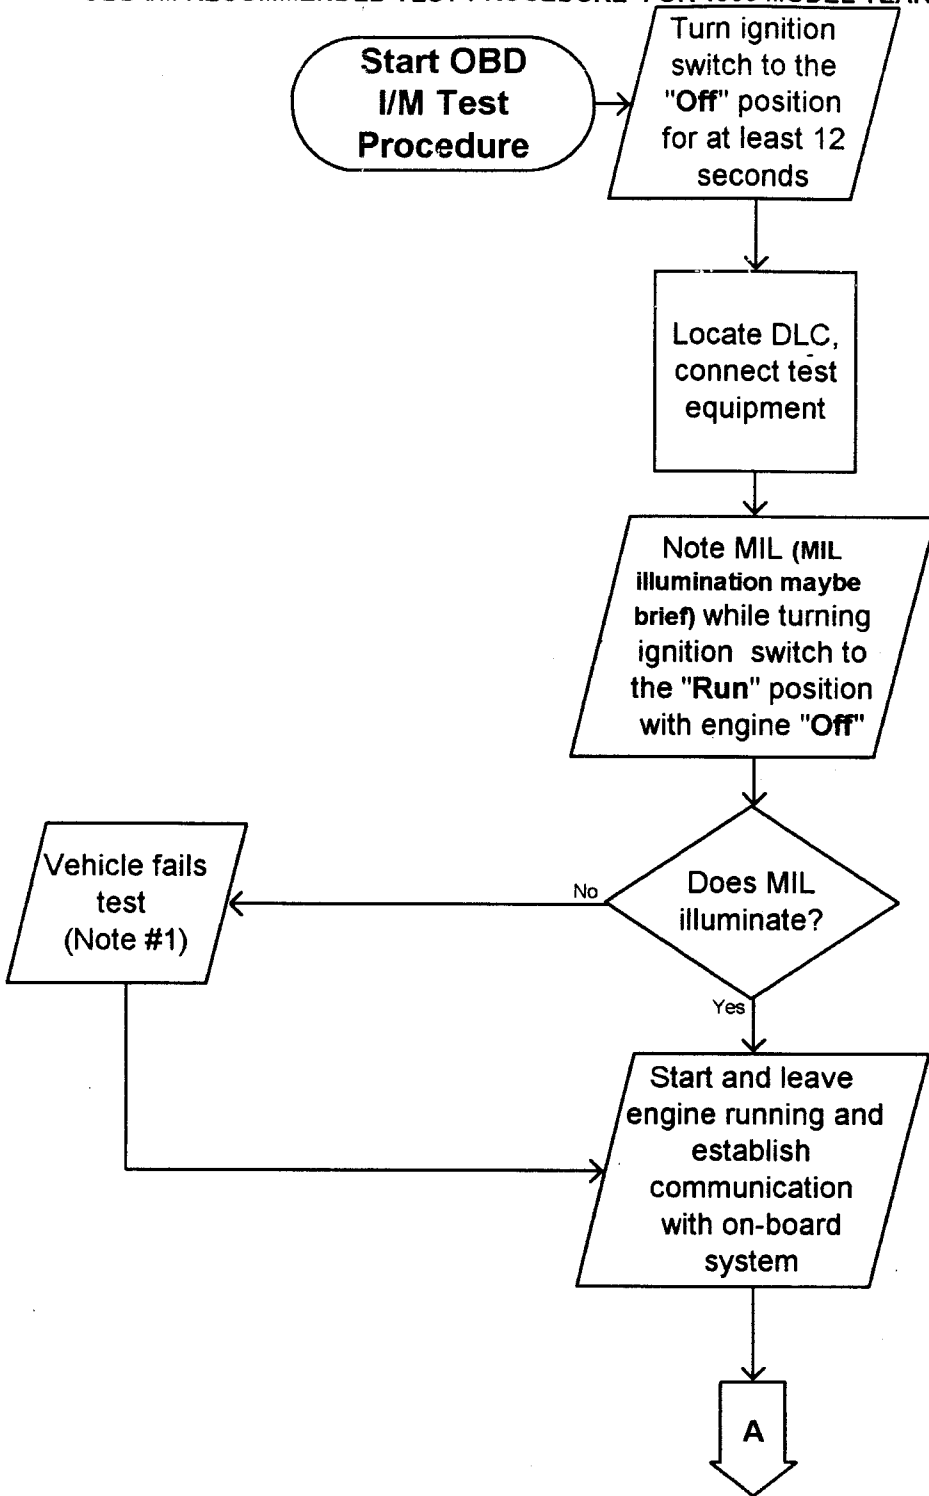 Start OBD
I/M Test
Procedure
Turn ignition
switch to the
"Off" position
for at least 12
seconds
Locate DLC,
connect test
equipment
Note MIL (MIL
illumination maybe
brief) while turning
ignition switch to
the "Run" position
with engine "Off"
Does MIL
illuminate?
No
Vehicle fails
test
(Note #1)
Yes
Start and leave
engine running and
establish
communication
with on-board
system
A